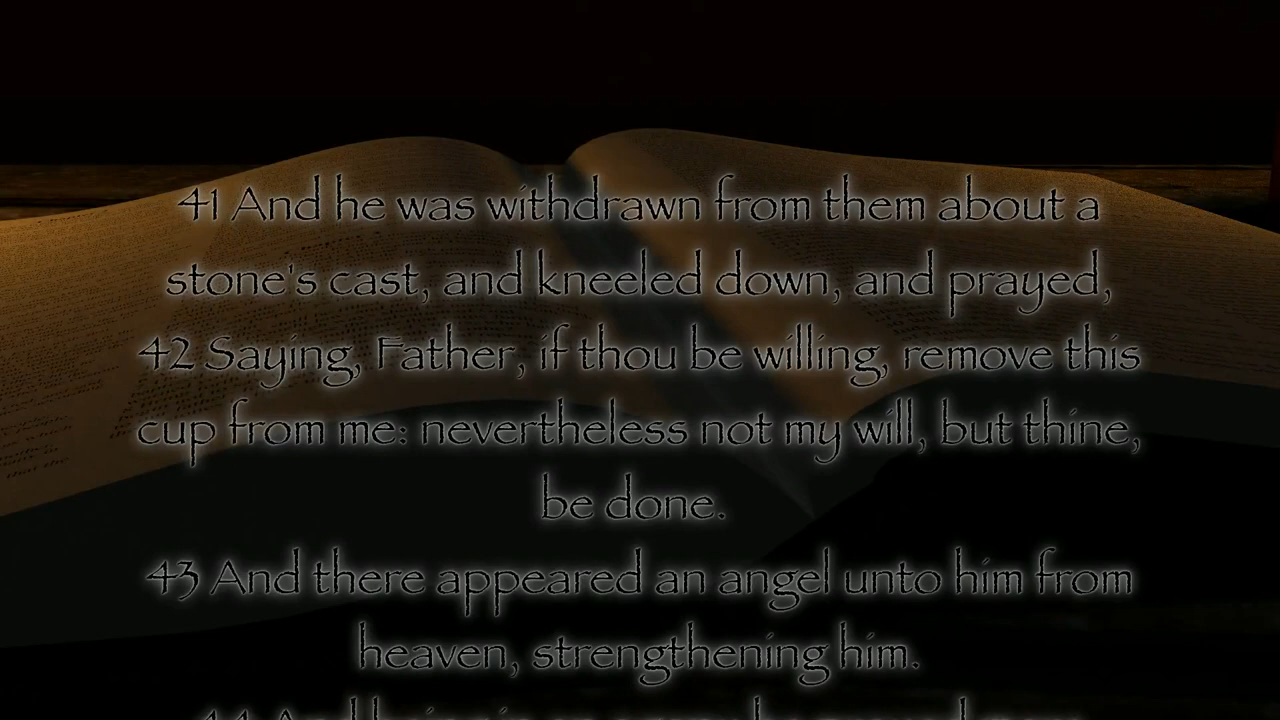 41 And he was withdrawn from them about a
stone's cast, and kneeled down, and prayed,
42 Saying, Father, if thou be willing, remove this
cup from me: nevertheless not my will, but thine,
be done.
43 And there appeared an angel unto him from
heaven, strengthening him.